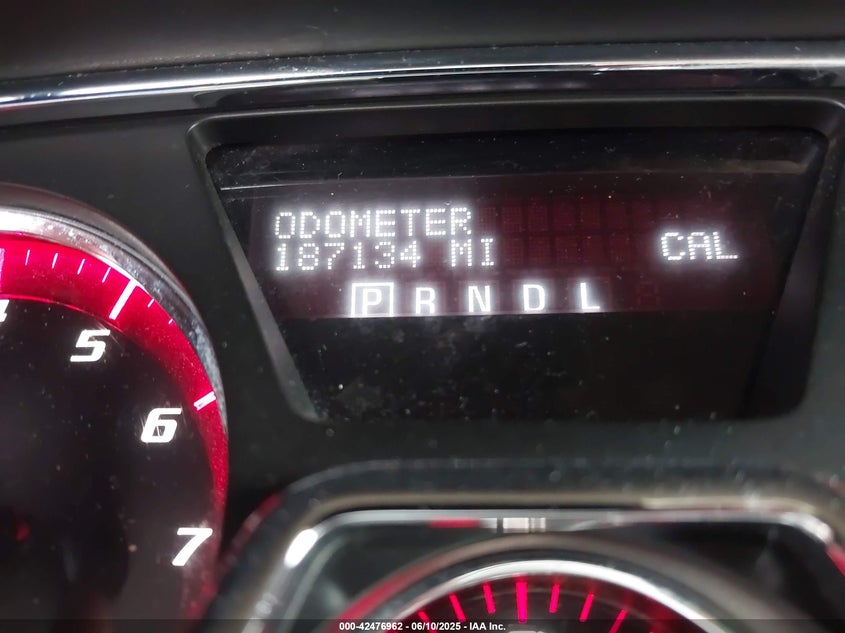 ODOMETER
187134 MI CAL
P R N D L
5
6
7
000-42476962 - 06/10/2025 - IAA Inc.